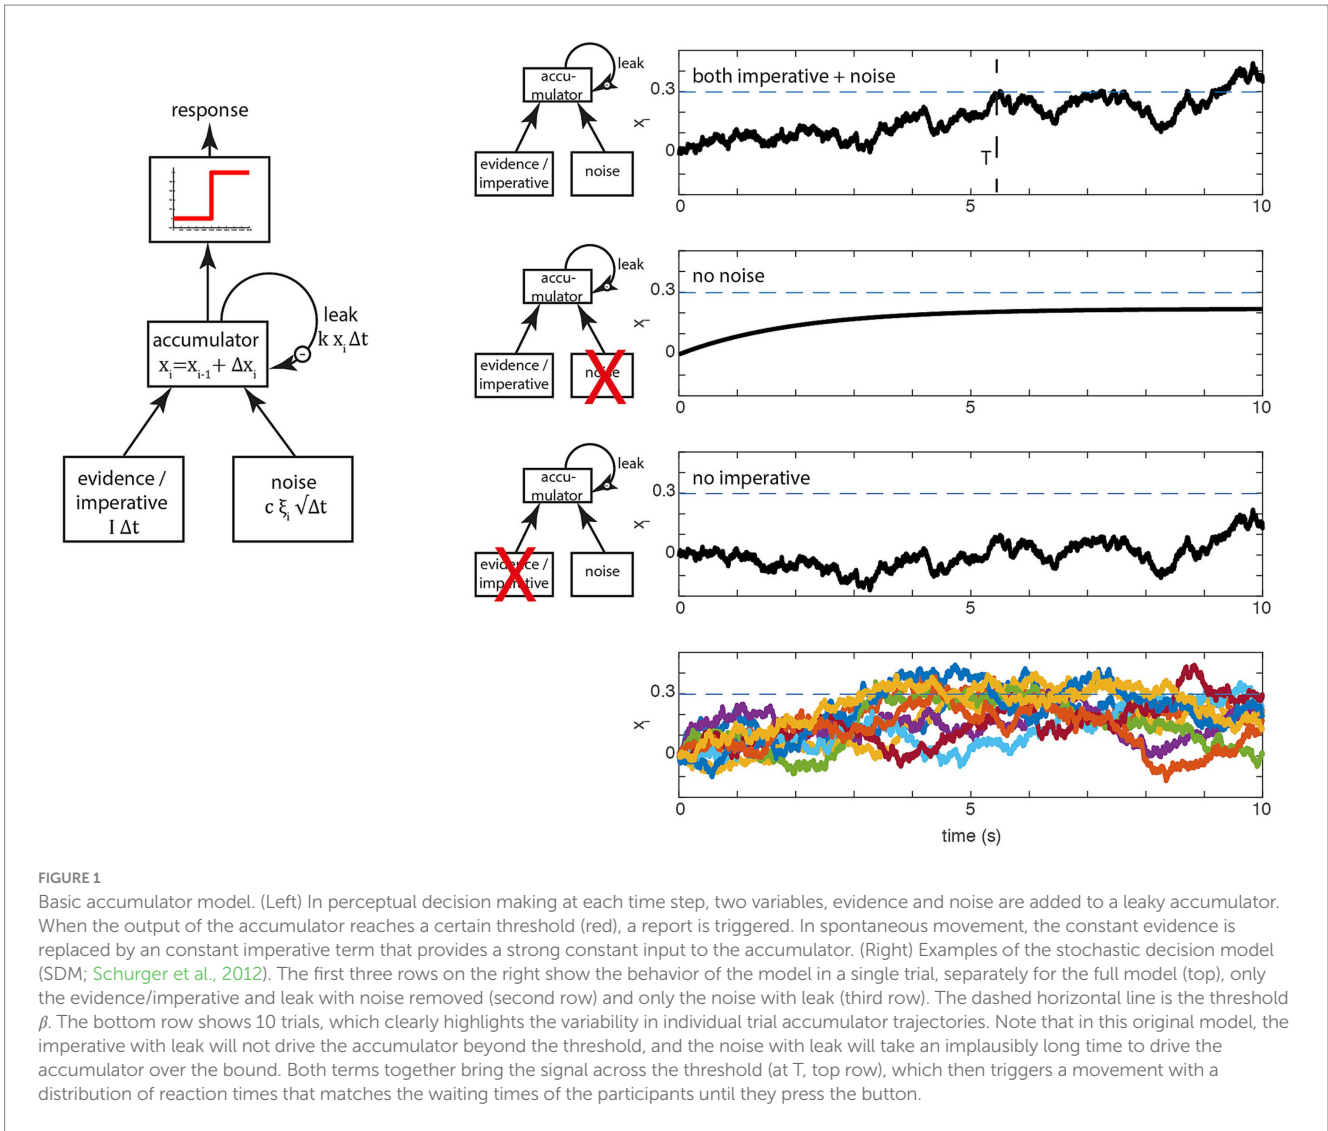 response
leak
k xᵢ Δt
accumulator
xᵢ=xᵢ₋₁+ Δxᵢ
evidence /
imperative
I Δt
noise
c ξᵢ √Δt
leak
accu-
mulator
evidence /
imperative
noise
both imperative + noise
xᵢ
0.3
0
T
0
5
10
leak
accu-
mulator
evidence /
imperative
noise
no noise
xᵢ
0.3
0
0
5
10
leak
accu-
mulator
evidence /
imperative
noise
no imperative
xᵢ
0.3
0
0
5
10
xᵢ
0.3
0
0
5
10
time (s)
FIGURE 1
Basic accumulator model. (Left) In perceptual decision making at each time step, two variables, evidence and noise are added to a leaky accumulator.
When the output of the accumulator reaches a certain threshold (red), a report is triggered. In spontaneous movement, the constant evidence is
replaced by an constant imperative term that provides a strong constant input to the accumulator. (Right) Examples of the stochastic decision model
(SDM; Schurger et al., 2012). The first three rows on the right show the behavior of the model in a single trial, separately for the full model (top), only
the evidence/imperative and leak with noise removed (second row) and only the noise with leak (third row). The dashed horizontal line is the threshold
β. The bottom row shows 10 trials, which clearly highlights the variability in individual trial accumulator trajectories. Note that in this original model, the
imperative with leak will not drive the accumulator beyond the threshold, and the noise with leak will take an implausibly long time to drive the
accumulator over the bound. Both terms together bring the signal across the threshold (at T, top row), which then triggers a movement with a
distribution of reaction times that matches the waiting times of the participants until they press the button.